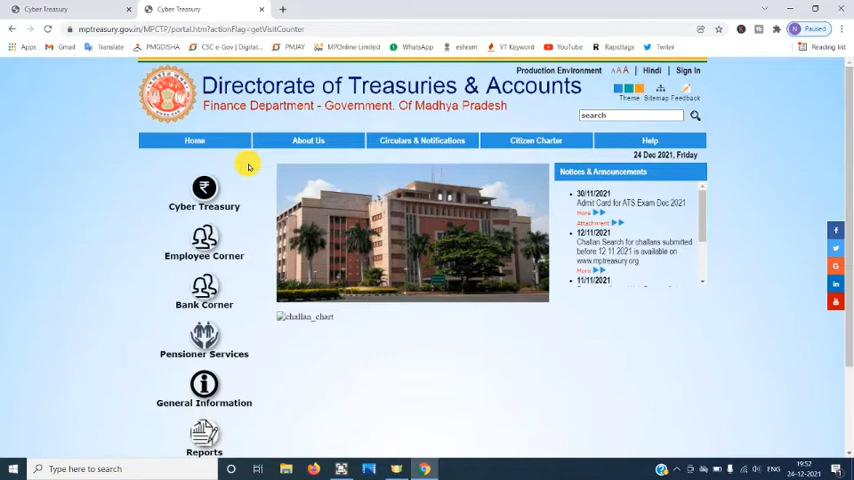 Cyber Treasury
Cyber Treasury
mptreasury.gov.in/MPCTP/portal.htm?actionFlag=getVisitCounter
Paused
Apps Gmail Translate PMGDISHA CSC e-Gov | Digital... PMJAY MPOnline Limited WhatsApp eshram VT Keyword YouTube Rapidtags Twiter Reading list
Production Environment A A A Hindi Sign In
Directorate of Treasuries & Accounts
Finance Department - Government. Of Madhya Pradesh
Theme Sitemap Feedback
search
Home About Us Circulars & Notifications Citizen Charter Help
24 Dec 2021, Friday
Cyber Treasury
Employee Corner
Bank Corner
Pensioner Services
General Information
Reports
challan_chart
Notices & Announcements
30/11/2021
Admit Card for ATS Exam Dec 2021
More
Attachment
12/11/2021
Challan Search for challans submitted
before 12 11 2021 is available on
www.mptreasury.org
More
11/11/2021
Type here to search
ENG
19:52
24-12-2021